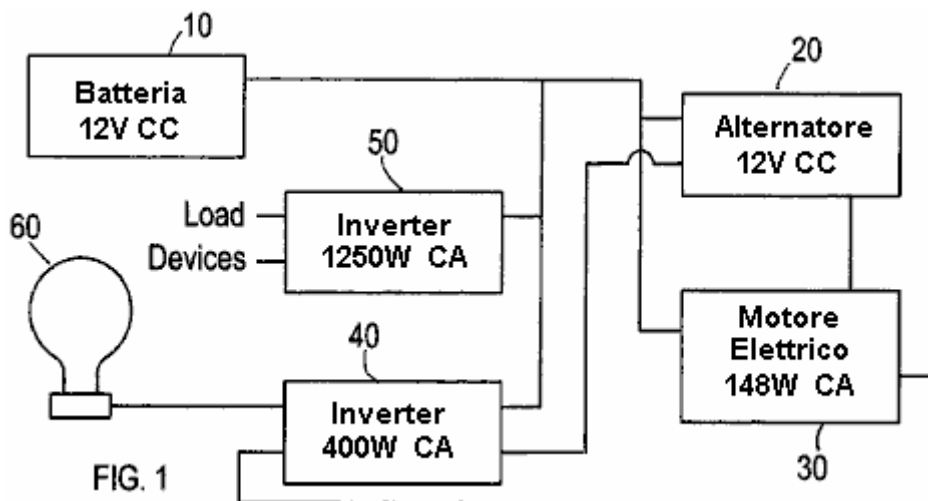 10
Batteria
12V CC
20
Alternatore
12V CC
50
Load
Devices
Inverter
1250W CA
60
40
Inverter
400W CA
Motore
Elettrico
148W CA
30
FIG. 1